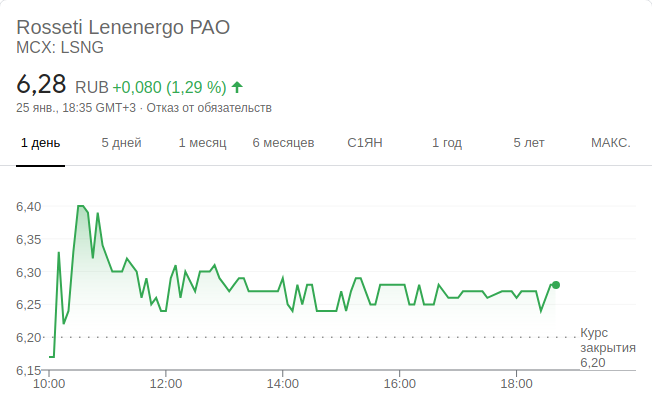 Rosseti Lenenergo PAO
MCX: LSNG
6,28 RUB +0,080 (1,29 %)
25 янв., 18:35 GMT+3 · Отказ от обязательств
1 день 5 дней 1 месяц 6 месяцев С1ЯН 1 год 5 лет МАКС.
6,40
6,35
6,30
6,25
6,20
6,15
Курс
закрытия
6,20
10:00 12:00 14:00 16:00 18:00